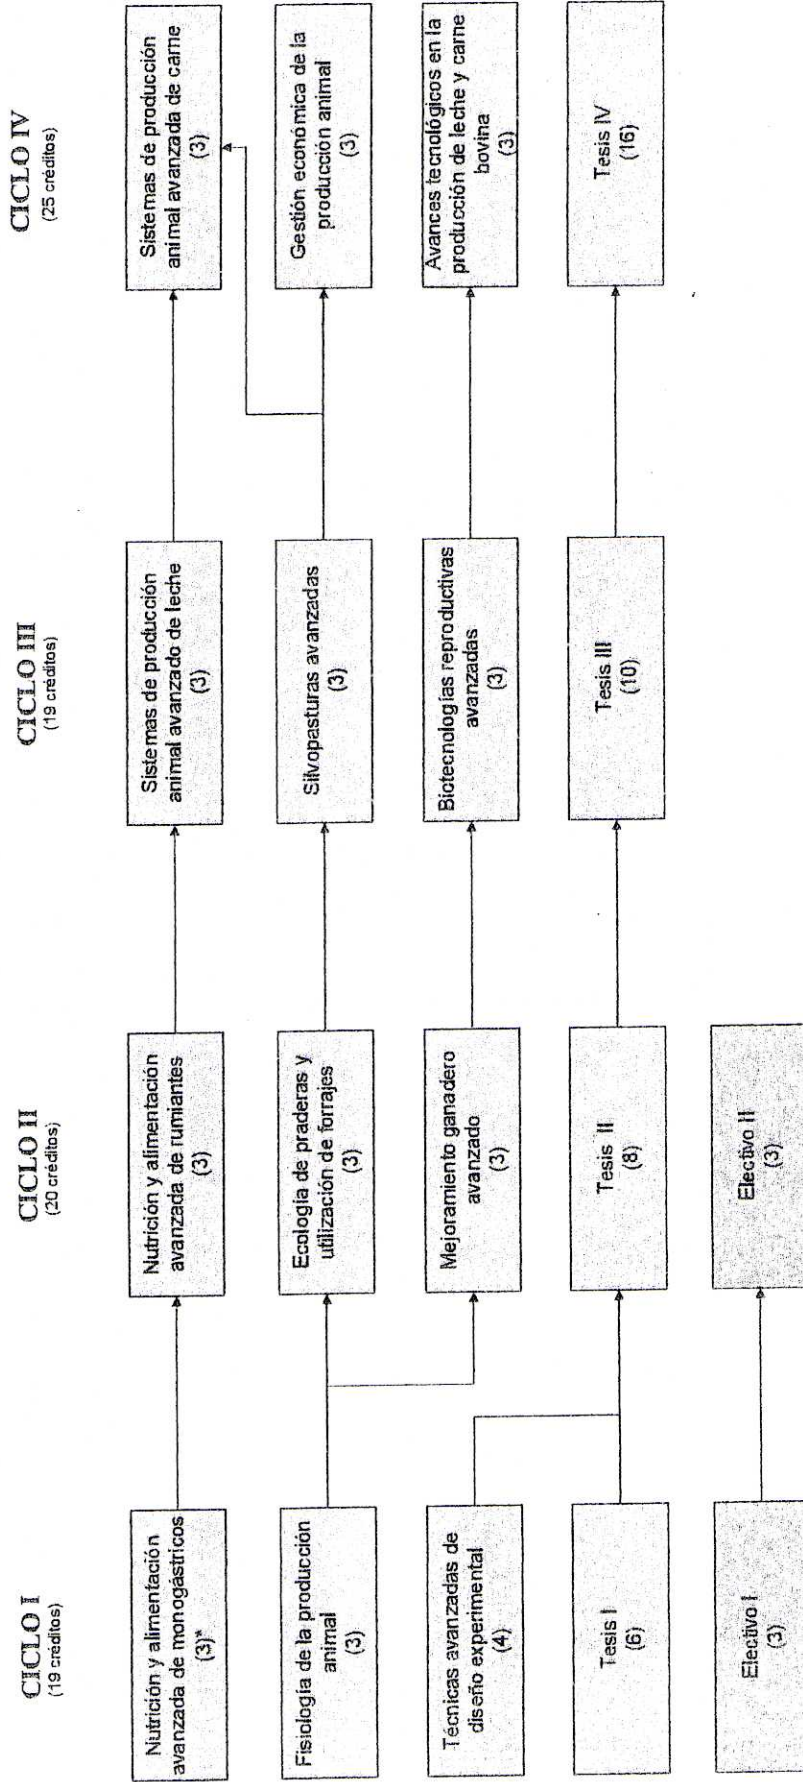 CICLO I
(19 créditos)
Nutrición y alimentación
avanzada de monogástricos
(3)*
Fisiología de la producción
animal
(3)
Técnicas avanzadas de
diseño experimental
(4)
Tesis I
(6)
Electivo I
(3)
CICLO II
(20 créditos)
Nutrición y alimentación
avanzada de rumiantes
(3)
Ecología de praderas y
utilización de forrajes
(3)
Mejoramiento ganadero
avanzado
(3)
Tesis II
(8)
Electivo II
(3)
CICLO III
(19 créditos)
Sistemas de producción
animal avanzado de leche
(3)
Silvopasturas avanzadas
(3)
Biotecnologías reproductivas
avanzadas
(3)
Tesis III
(10)
CICLO IV
(25 créditos)
Sistemas de producción
animal avanzada de carne
(3)
Gestión económica de la
producción animal
(3)
Avances tecnológicos en la
producción de leche y carne
bovina
(3)
Tesis IV
(16)